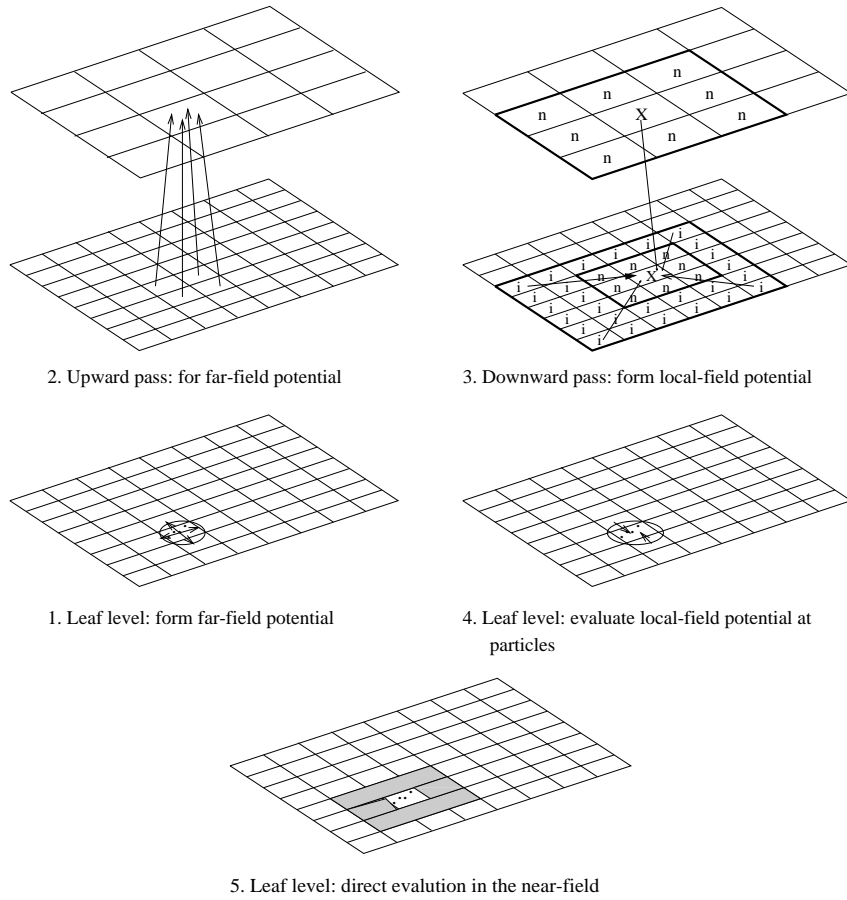 n
n n
n X n
n n
n
i
i i
i n i
i n n i
i n X n i
i i n n i i
i i n i i
i i i i
i i i
i i
i
2. Upward pass: for far-field potential
3. Downward pass: form local-field potential
1. Leaf level: form far-field potential
4. Leaf level: evaluate local-field potential at
particles
5. Leaf level: direct evalution in the near-field